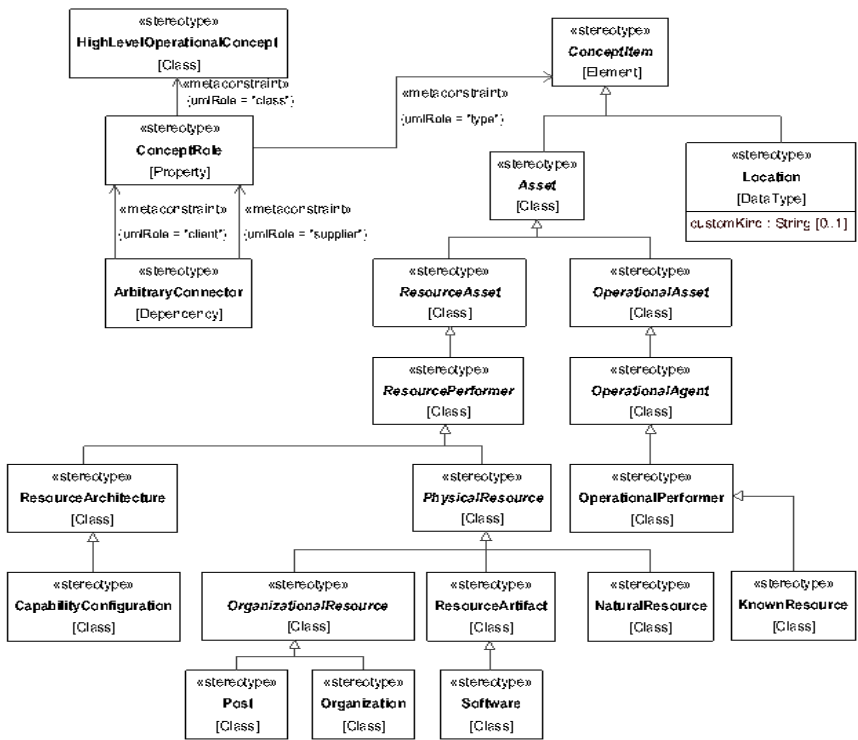 «stereotype»
HighLevelOperationalConcept
[Class]
«stereotype»
ConceptItem
[Element]
«metaconstraint»
{umlRole = "class"}
«metaconstraint»
{umlRole = "type"}
«stereotype»
ConceptRole
[Property]
«stereotype»
Asset
[Class]
«stereotype»
Location
[DataType]
customKind : String [0..1]
«metaconstraint»
{umlRole = "client"}
«metaconstraint»
{umlRole = "supplier"}
«stereotype»
ArbitraryConnector
[Dependency]
«stereotype»
ResourceAsset
[Class]
«stereotype»
OperationalAsset
[Class]
«stereotype»
ResourcePerformer
[Class]
«stereotype»
OperationalAgent
[Class]
«stereotype»
ResourceArchitecture
[Class]
«stereotype»
PhysicalResource
[Class]
«stereotype»
OperationalPerformer
[Class]
«stereotype»
CapabilityConfiguration
[Class]
«stereotype»
OrganizationalResource
[Class]
«stereotype»
ResourceArtifact
[Class]
«stereotype»
NaturalResource
[Class]
«stereotype»
KnownResource
[Class]
«stereotype»
Post
[Class]
«stereotype»
Organization
[Class]
«stereotype»
Software
[Class]